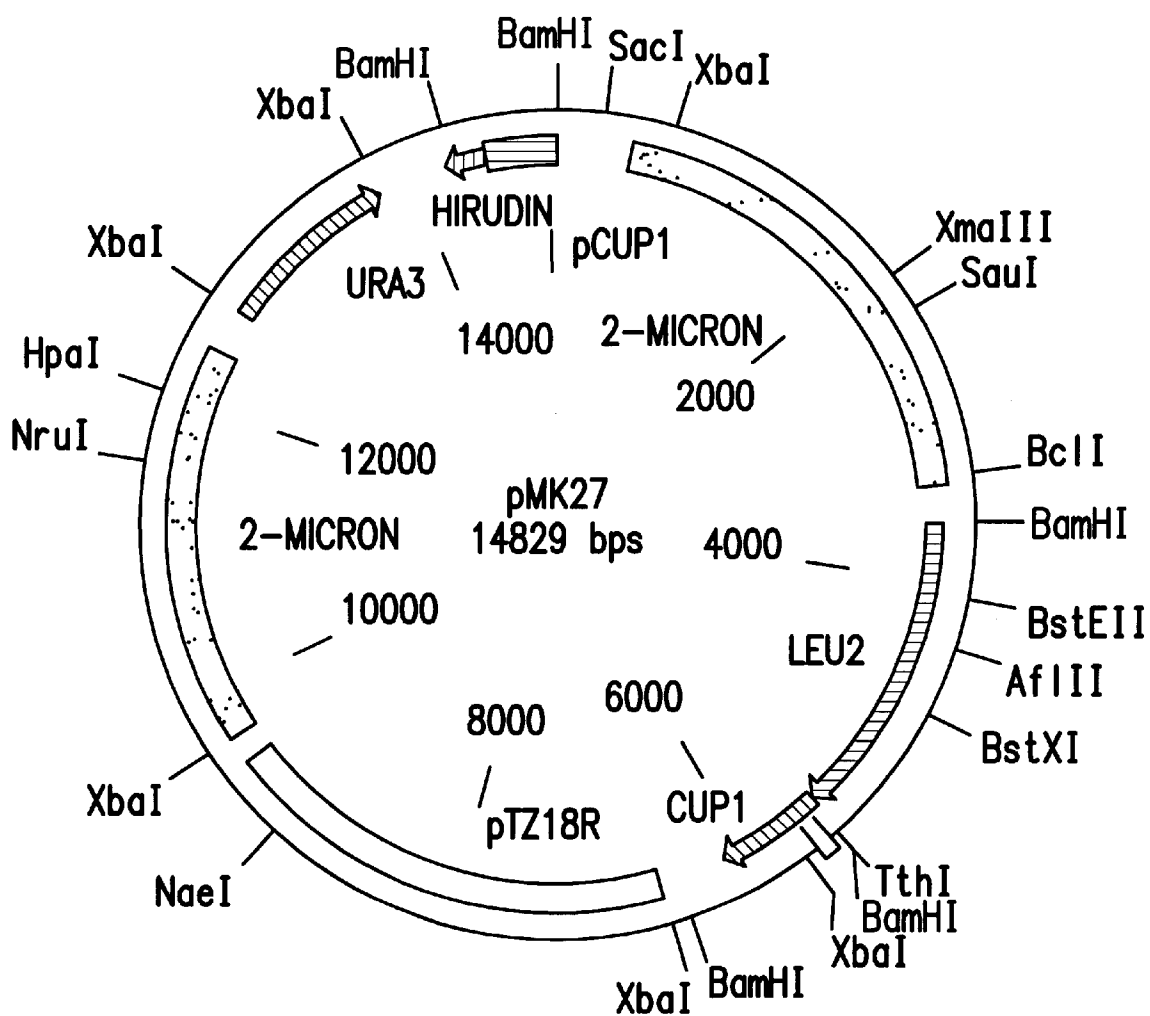 BamHI
SacI
BamHI
XbaI
XbaI
HIRUDIN
pCUP1
XmaIII
XbaI
SauI
URA3
2-MICRON
14000
HpaI
2000
NruI
12000
BclI
pMK27
BamHI
2-MICRON
14829 bps
4000
10000
BstEII
LEU2
AflII
6000
8000
BstXI
XbaI
CUP1
pTZ18R
NaeI
TthI
BamHI
XbaI
BamHI
XbaI